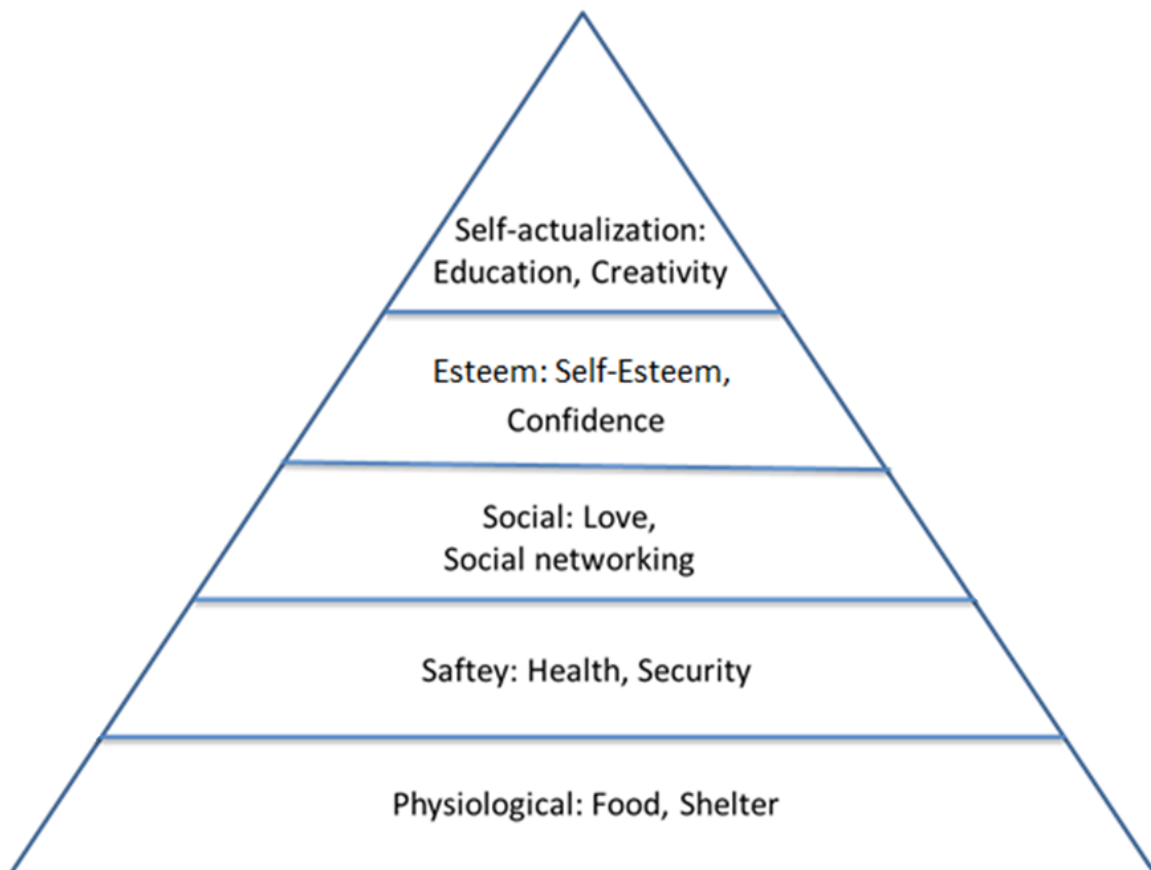 Self-actualization:
Education, Creativity
Esteem: Self-Esteem,
Confidence
Social: Love,
Social networking
Saftey: Health, Security
Physiological: Food, Shelter